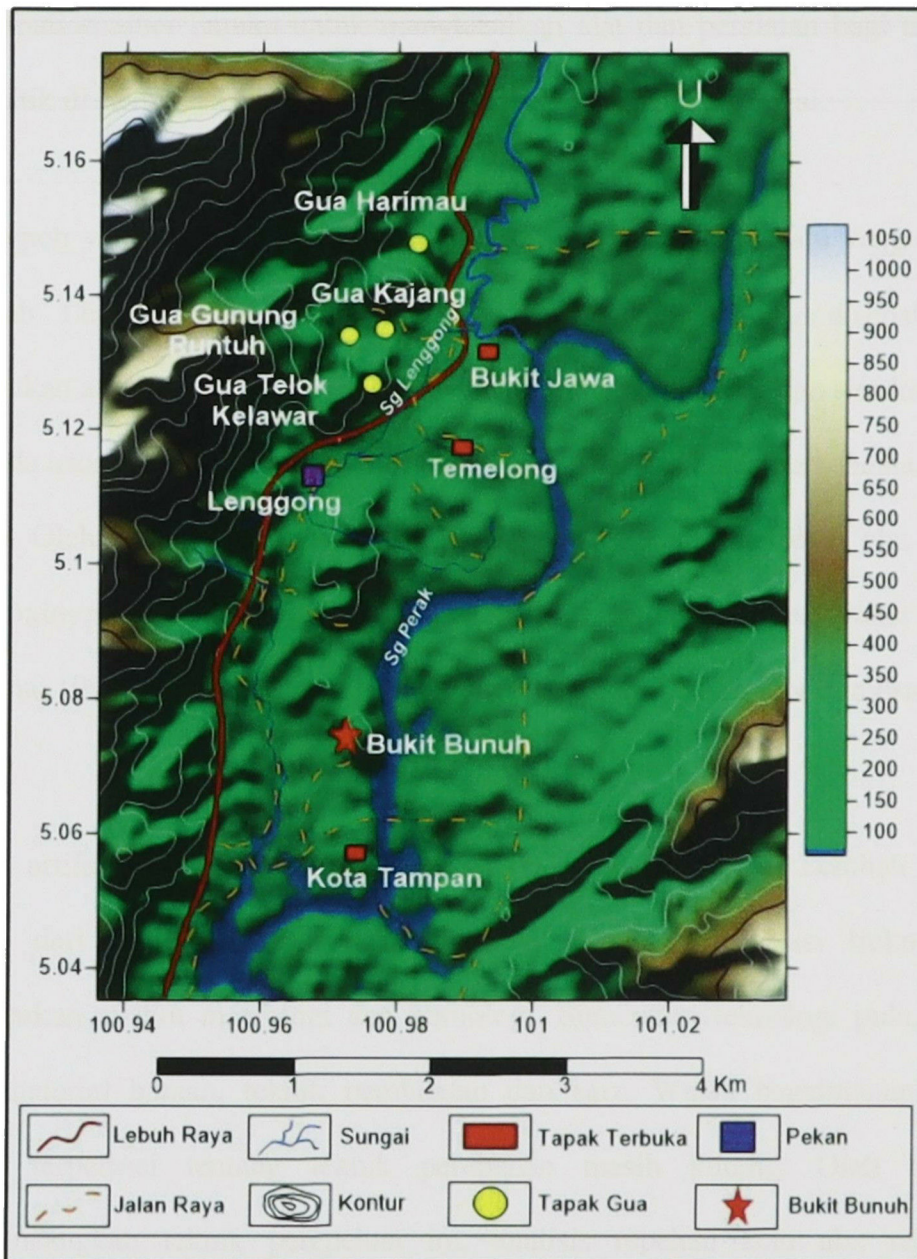 U
5.16
5.14
5.12
5.1
5.08
5.06
5.04
Gua Harimau
Gua Kajang
Gua Gunung
Runtuh
Gua Telok
Kelawar
Sg Lenggong
Bukit Jawa
Temelong
Lenggong
Sg Perak
Bukit Bunuh
Kota Tampan
100.94 100.96 100.98 101 101.02
1050
1000
950
900
850
800
750
700
650
600
550
500
450
400
350
300
250
200
150
100
0 1 2 3 4 Km
Lebuh Raya Sungai Tapak Terbuka Pekan
Jalan Raya Kontur Tapak Gua Bukit Bunuh